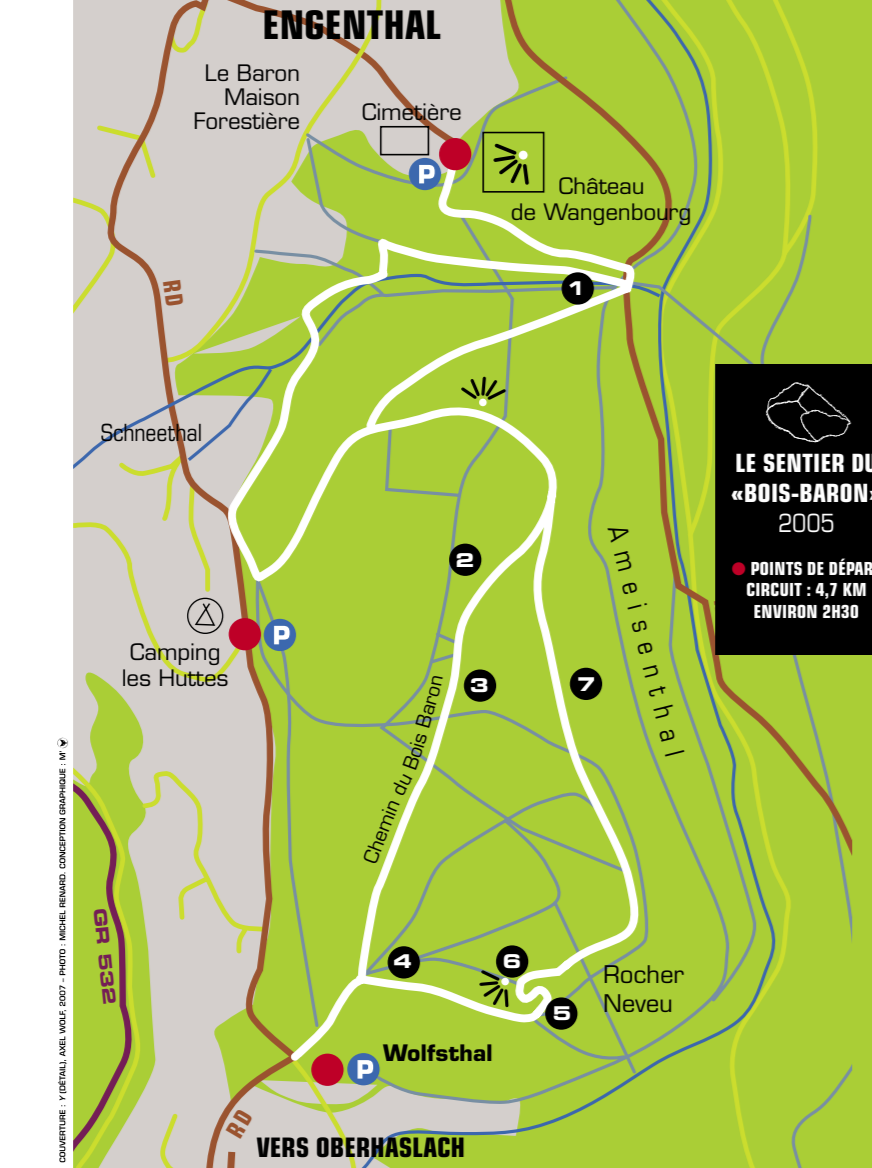 ENGENTHAL
Le Baron
Maison
Forestière
Cimetière
P
Château
de Wangenbourg
RD
1
Schneethal
LE SENTIER DU
«BOIS-BARON»
2005
POINTS DE DÉPAR
CIRCUIT : 4,7 KM
ENVIRON 2H30
2
Ameisenthal
P
Camping
les Huttes
3
7
Chemin du Bois Baron
GR 532
4
6
5
Rocher
Neveu
Wolfsthal
P
RD
VERS OBERHASLACH
COUVERTURE : Y (DÉTAIL), AXEL WOLF, 2007 – PHOTO : MICHEL RENARD. CONCEPTION GRAPHIQUE : M'